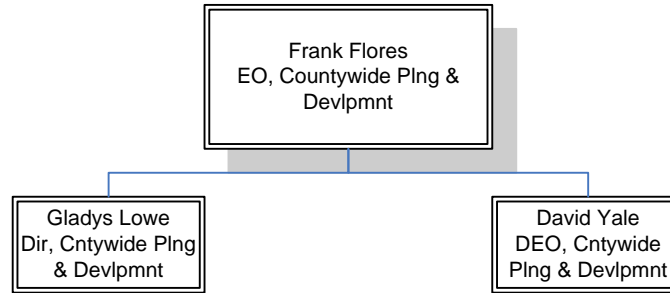 Frank Flores
EO, Countywide Plng &
Devlpmnt
Gladys Lowe
Dir, Cntywide Plng
& Devlpmnt
David Yale
DEO, Cntywide
Plng & Devlpmnt